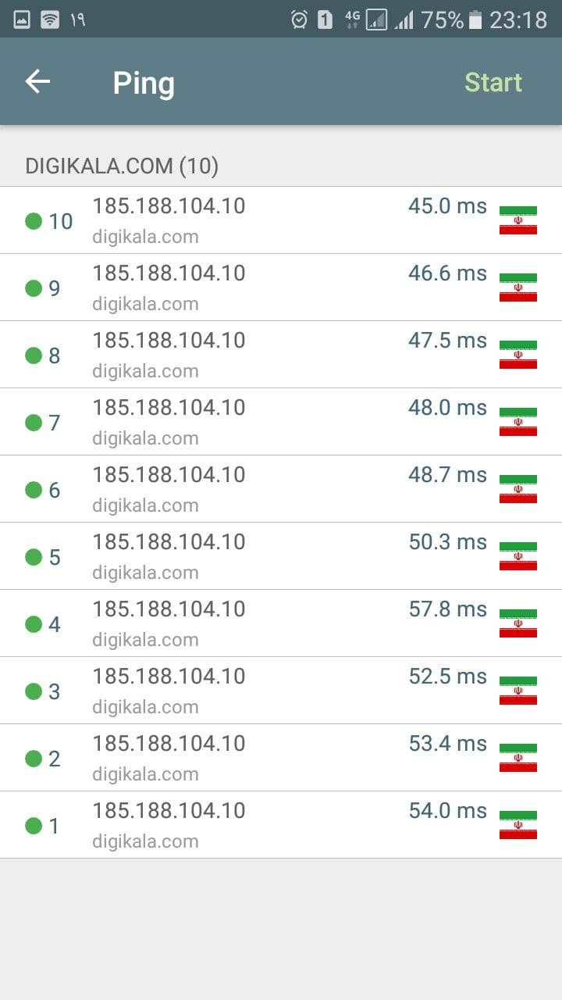 ۱۹ 1 4G 75% 23:18
Ping Start
DIGIKALA.COM (10)
10 185.188.104.10 45.0 ms
digikala.com
9 185.188.104.10 46.6 ms
digikala.com
8 185.188.104.10 47.5 ms
digikala.com
7 185.188.104.10 48.0 ms
digikala.com
6 185.188.104.10 48.7 ms
digikala.com
5 185.188.104.10 50.3 ms
digikala.com
4 185.188.104.10 57.8 ms
digikala.com
3 185.188.104.10 52.5 ms
digikala.com
2 185.188.104.10 53.4 ms
digikala.com
1 185.188.104.10 54.0 ms
digikala.com